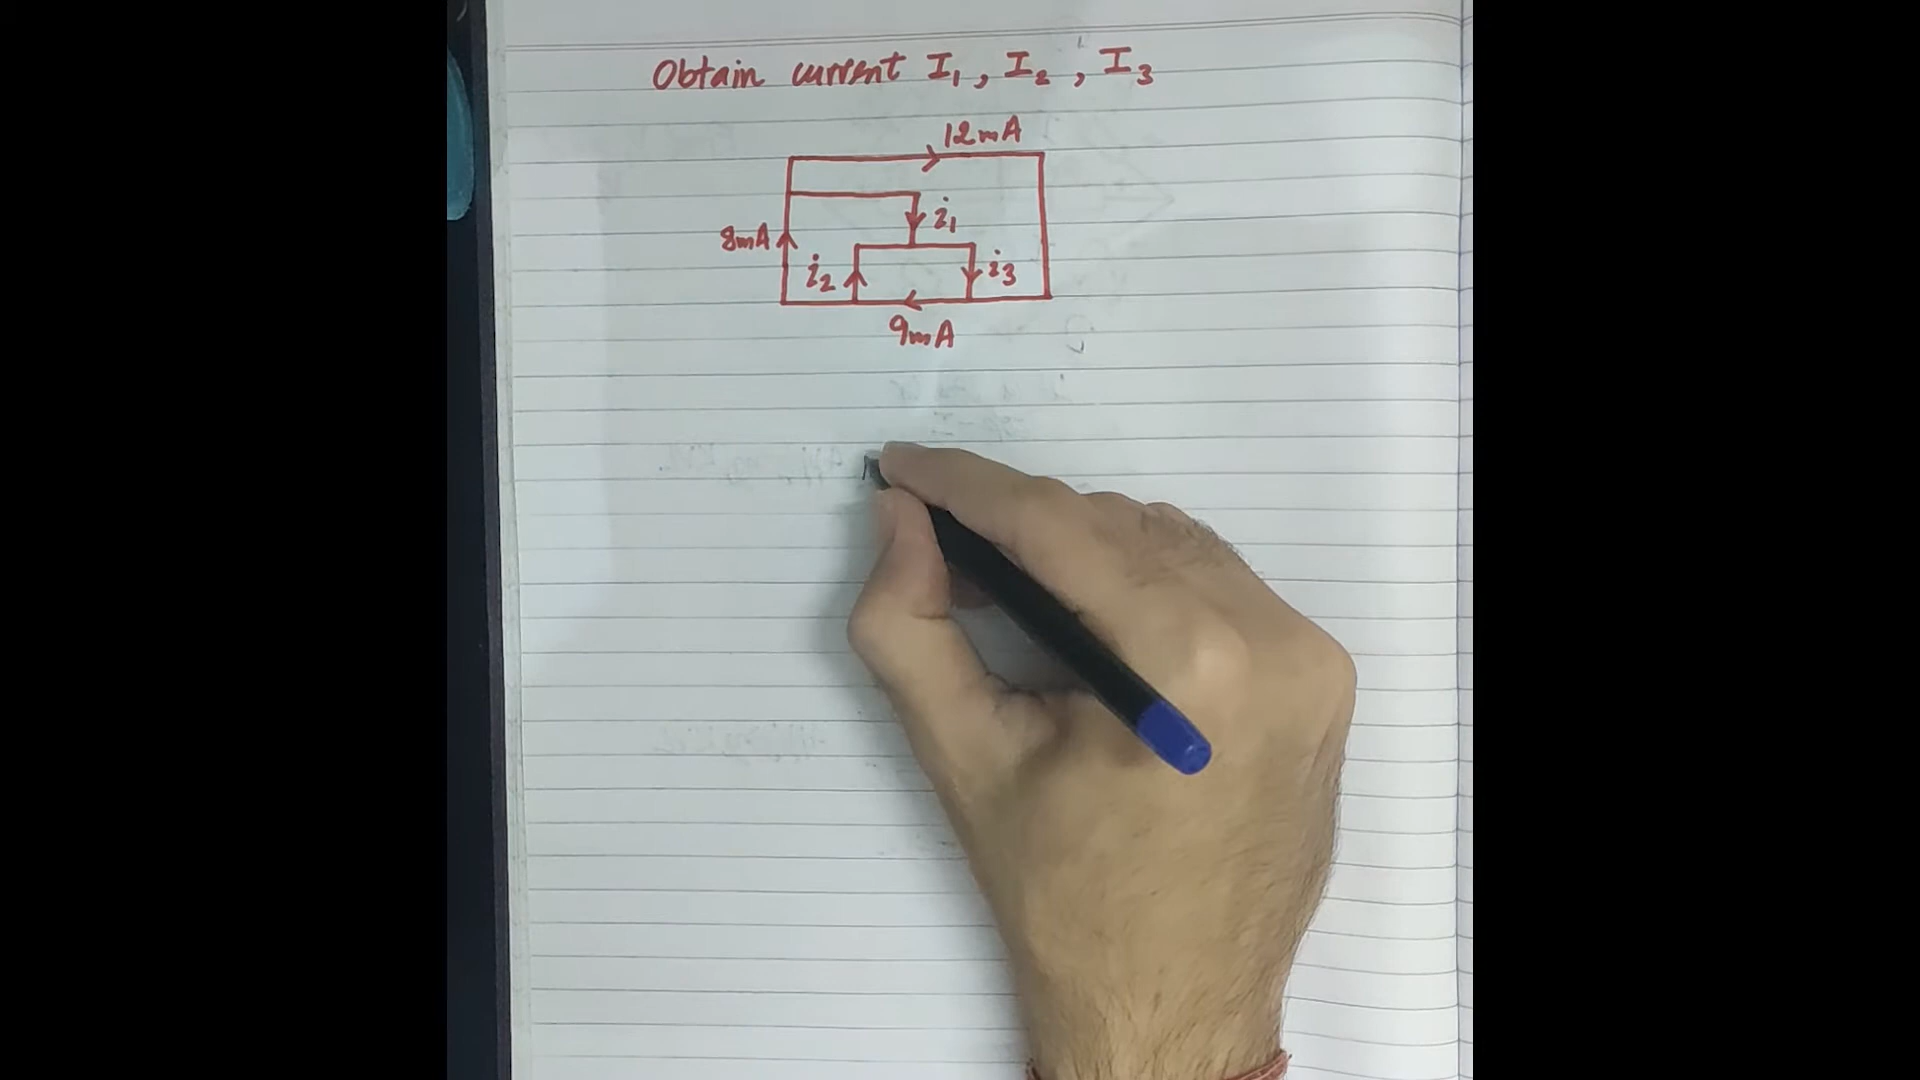 Obtain current I1, I2, I3
12mA
i1
8mA
i2
i3
9mA